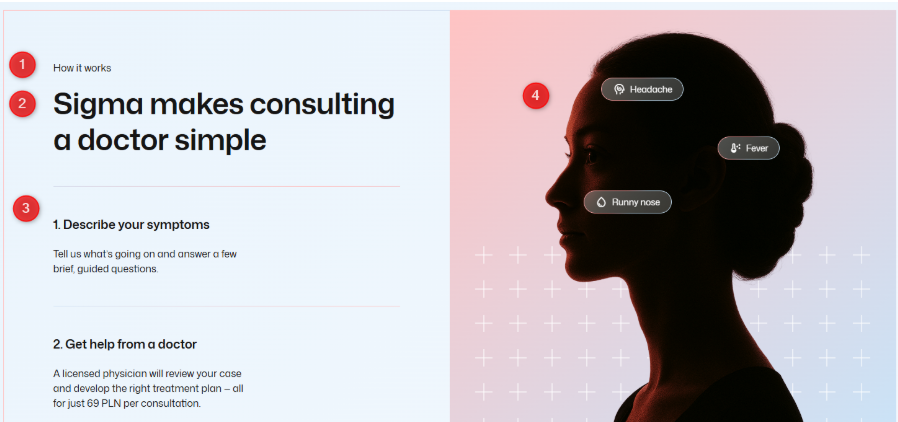 1
How it works
2
Sigma makes consulting
a doctor simple
3
1. Describe your symptoms
Tell us what's going on and answer a few
brief, guided questions.
2. Get help from a doctor
A licensed physician will review your case
and develop the right treatment plan – all
for just 69 PLN per consultation.
4
Headache
Fever
Runny nose